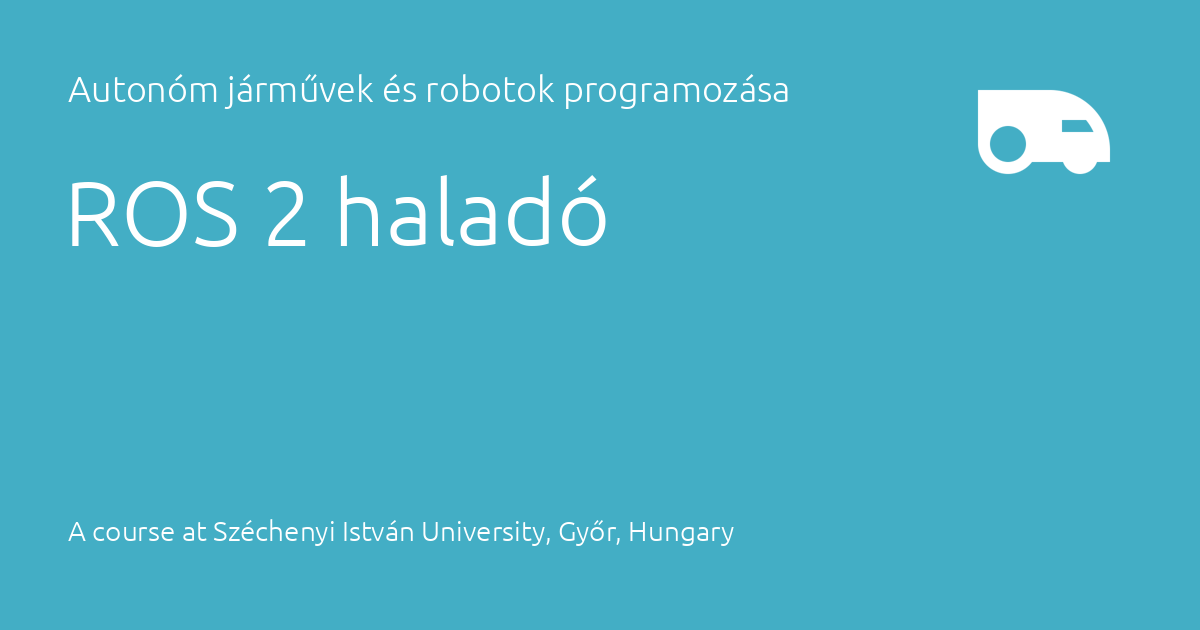 Autonóm járművek és robotok programozása
ROS 2 haladó
A course at Széchenyi István University, Győr, Hungary